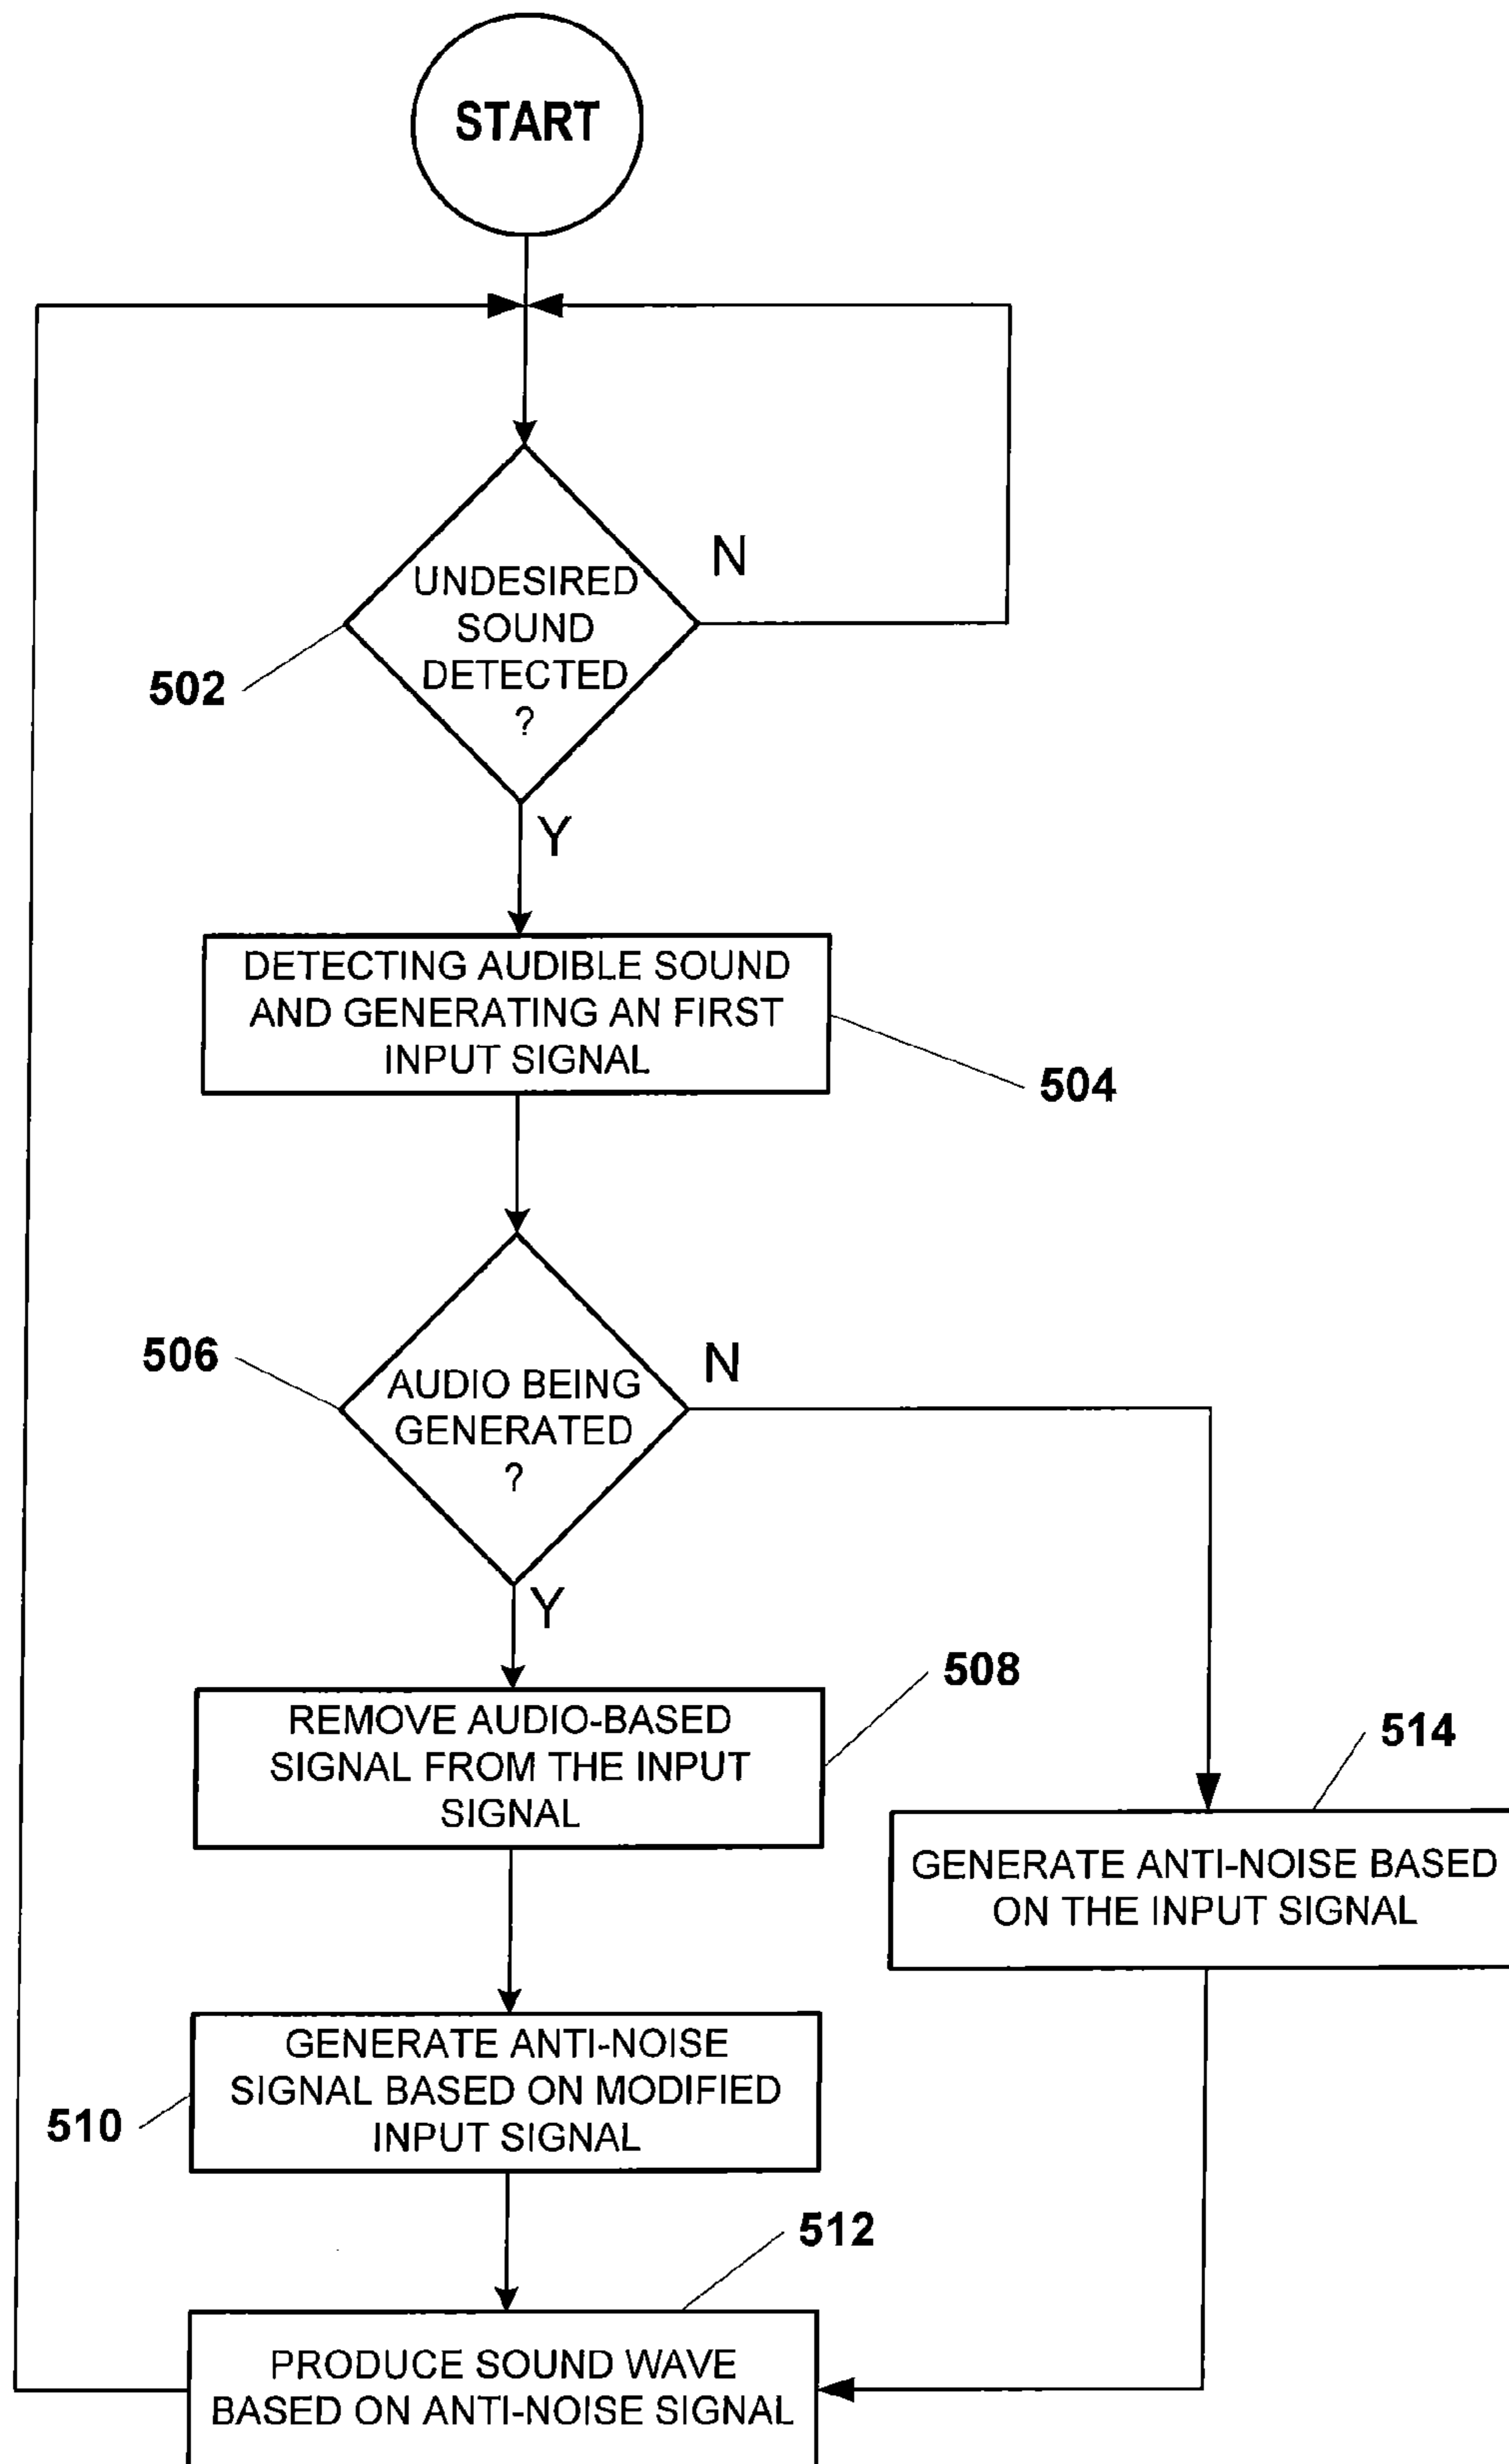 START
UNDESIRED
SOUND
DETECTED
?
N
502
Y
DETECTING AUDIBLE SOUND
AND GENERATING AN FIRST
INPUT SIGNAL
504
506
AUDIO BEING
GENERATED
?
N
Y
REMOVE AUDIO-BASED
SIGNAL FROM THE INPUT
SIGNAL
508
514
GENERATE ANTI-NOISE BASED
ON THE INPUT SIGNAL
GENERATE ANTI-NOISE
SIGNAL BASED ON MODIFIED
INPUT SIGNAL
510
512
PRODUCE SOUND WAVE
BASED ON ANTI-NOISE SIGNAL